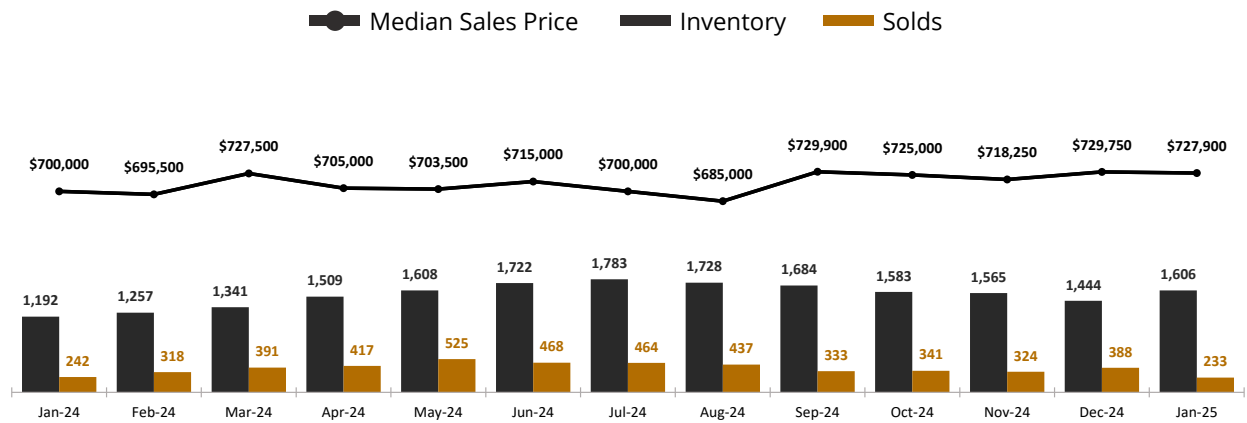 Median Sales Price Inventory Solds
$700,000 $695,500 $727,500 $705,000 $703,500 $715,000 $700,000 $685,000 $729,900 $725,000 $718,250 $729,750 $727,900
1,192 1,257 1,341 1,509 1,608 1,722 1,783 1,728 1,684 1,583 1,565 1,444 1,606
242 318 391 417 525 468 464 437 333 341 324 388 233
Jan-24 Feb-24 Mar-24 Apr-24 May-24 Jun-24 Jul-24 Aug-24 Sep-24 Oct-24 Nov-24 Dec-24 Jan-25